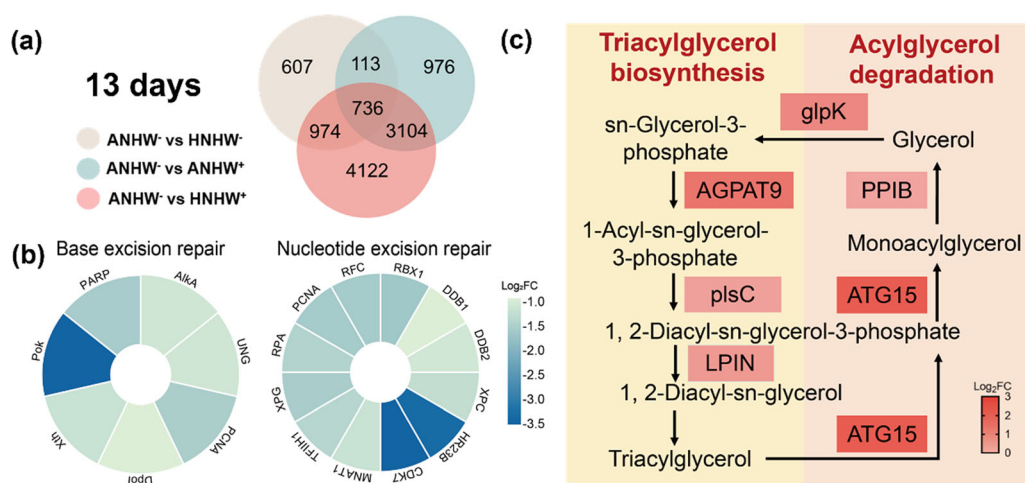 (a)
13 days
ANHW⁻ vs HNHW⁻
ANHW⁻ vs ANHW⁺
ANHW⁻ vs HNHW⁺
607
113
976
736
974
3104
4122
(b)
Base excision repair
PARP
AlkA
UNG
PCNA
Dpol
Xth
Pok
Nucleotide excision repair
RFC
RBX1
DDB1
DDB2
XPC
HR23B
CDK7
MNAT1
TFIIH1
XPG
RPA
PCNA
Log₂FC
-1.0
-1.5
-2.0
-2.5
-3.0
-3.5
(c)
Triacylglycerol
biosynthesis
Acylglycerol
degradation
glpK
sn-Glycerol-3-
phosphate
Glycerol
AGPAT9
PPIB
1-Acyl-sn-glycerol-
3-phosphate
Monoacylglycerol
plsC
ATG15
1, 2-Diacyl-sn-glycerol-3-phosphate
LPIN
1, 2-Diacyl-sn-glycerol
ATG15
Triacylglycerol
Log₂FC
3
2
1
0